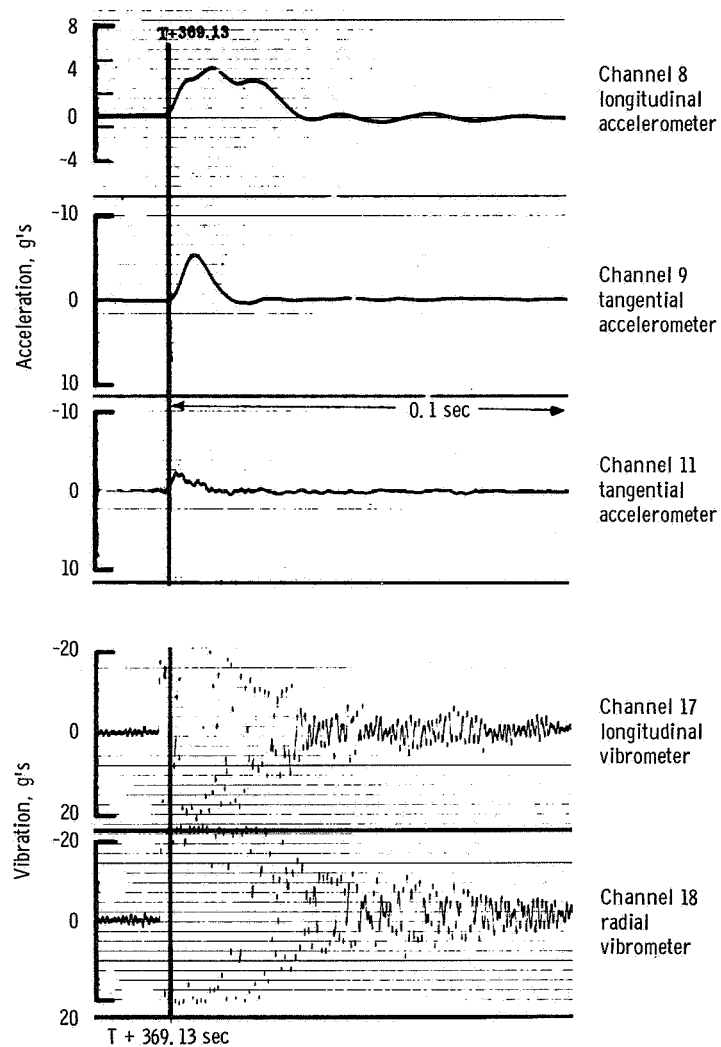 T+369.13
8
4
0
-4
Channel 8
longitudinal
accelerometer
Acceleration, g's
-10
0
10
Channel 9
tangential
accelerometer
0.1 sec
-10
0
10
Channel 11
tangential
accelerometer
Vibration, g's
-20
0
20
Channel 17
longitudinal
vibrometer
-20
0
20
Channel 18
radial
vibrometer
T + 369.13 sec